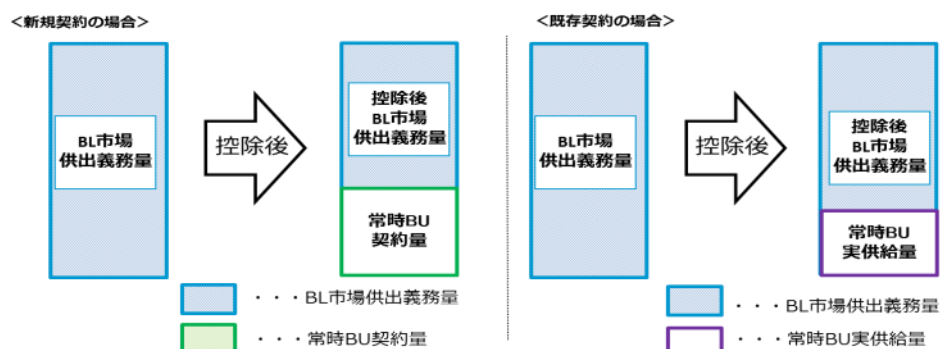 ＜新規契約の場合＞
BL市場
供出義務量
控除後
控除後
BL市場
供出義務量
常時BU
契約量
・・・BL市場供出義務量
・・・常時BU契約量
＜既存契約の場合＞
BL市場
供出義務量
控除後
控除後
BL市場
供出義務量
常時BU
実供給量
・・・BL市場供出義務量
・・・常時BU実供給量